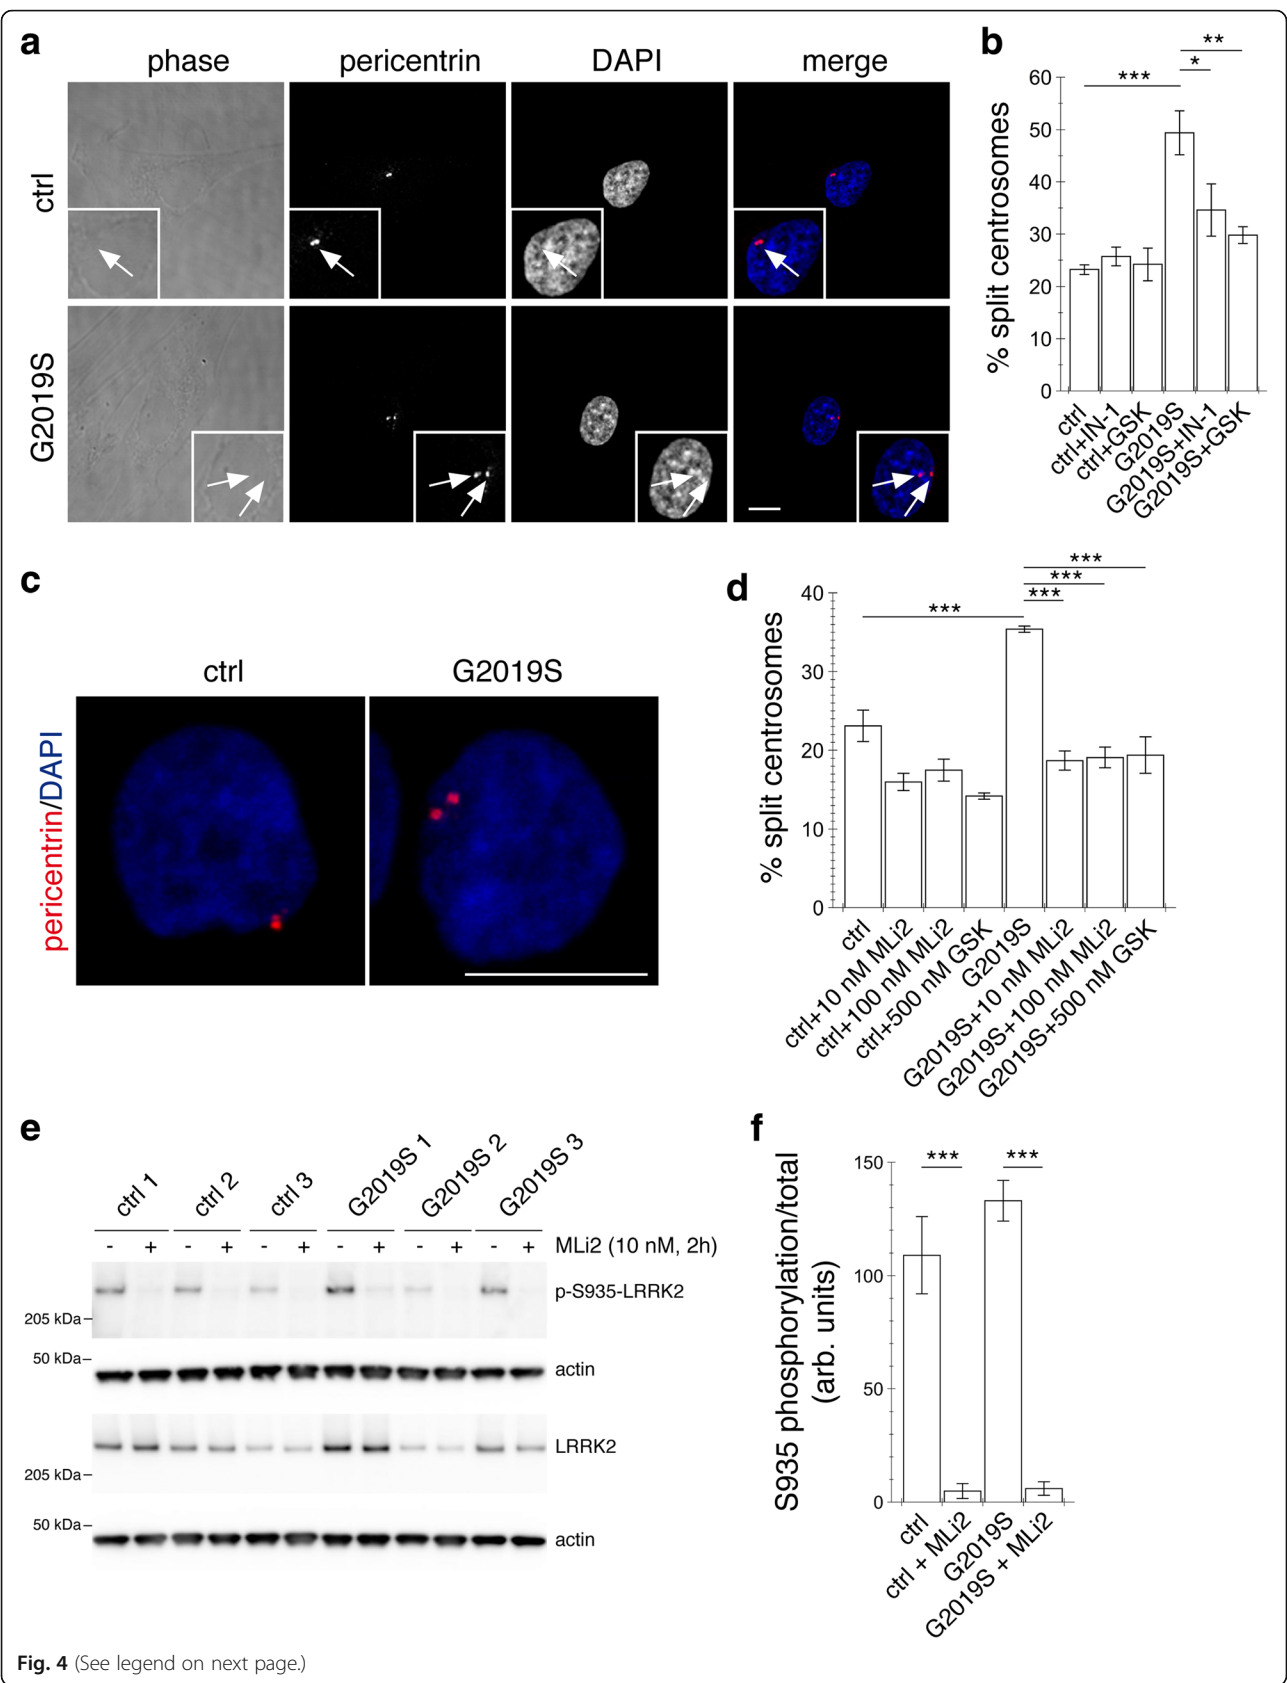 a
phase pericentrin DAPI merge
ctrl
G2019S
b
% split centrosomes
60
50
40
30
20
10
0
***
*
**
ctrl
ctrl+IN-1
ctrl+GSK
G2019S
G2019S+IN-1
G2019S+GSK
c
ctrl G2019S
pericentrin/DAPI
d
% split centrosomes
40
30
20
10
0
***
***
***
***
ctrl
ctrl+10 nM MLi2
ctrl+100 nM MLi2
ctrl+500 nM GSK
G2019S
G2019S+10 nM MLi2
G2019S+100 nM MLi2
G2019S+500 nM GSK
e
ctrl 1 ctrl 2 ctrl 3 G2019S 1 G2019S 2 G2019S 3
- + - + - + - + - + - + MLi2 (10 nM, 2h)
p-S935-LRRK2
205 kDa
50 kDa
actin
LRRK2
205 kDa
50 kDa
actin
f
S935 phosphorylation/total
(arb. units)
150
100
50
0
*** ***
ctrl
ctrl + MLi2
G2019S
G2019S + MLi2
Fig. 4 (See legend on next page.)